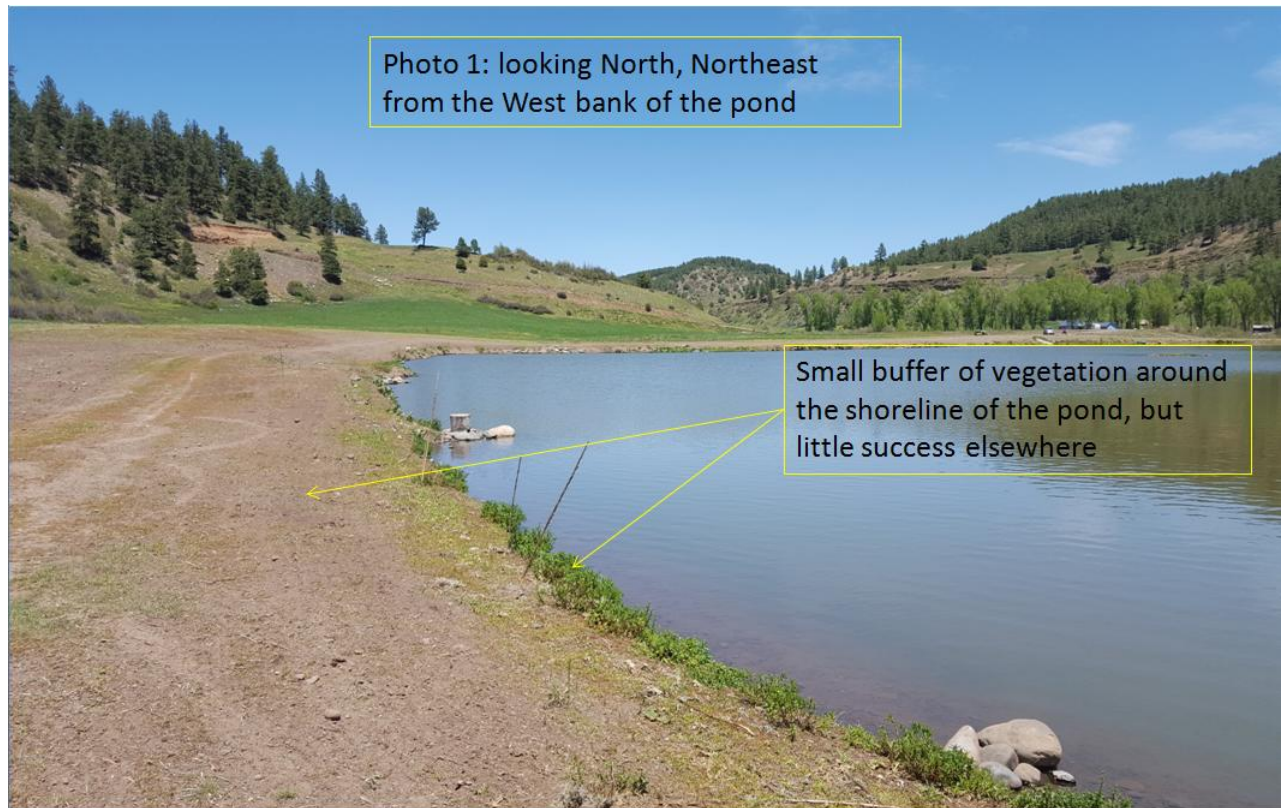 Photo 1: looking North, Northeast
from the West bank of the pond
Small buffer of vegetation around
the shoreline of the pond, but
little success elsewhere